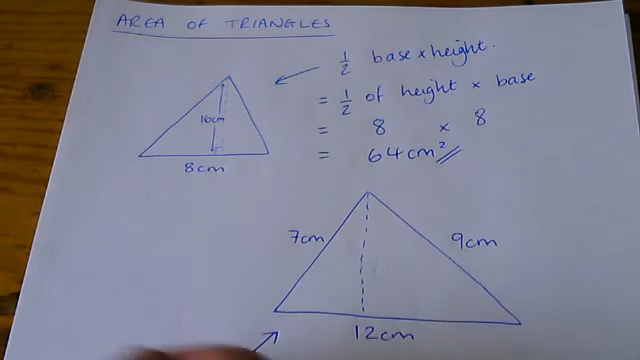 AREA OF TRIANGLES
1/2 base × height.
= 1/2 of height × base
= 8 × 8
= 64cm²
16cm
8cm
7cm
9cm
12cm